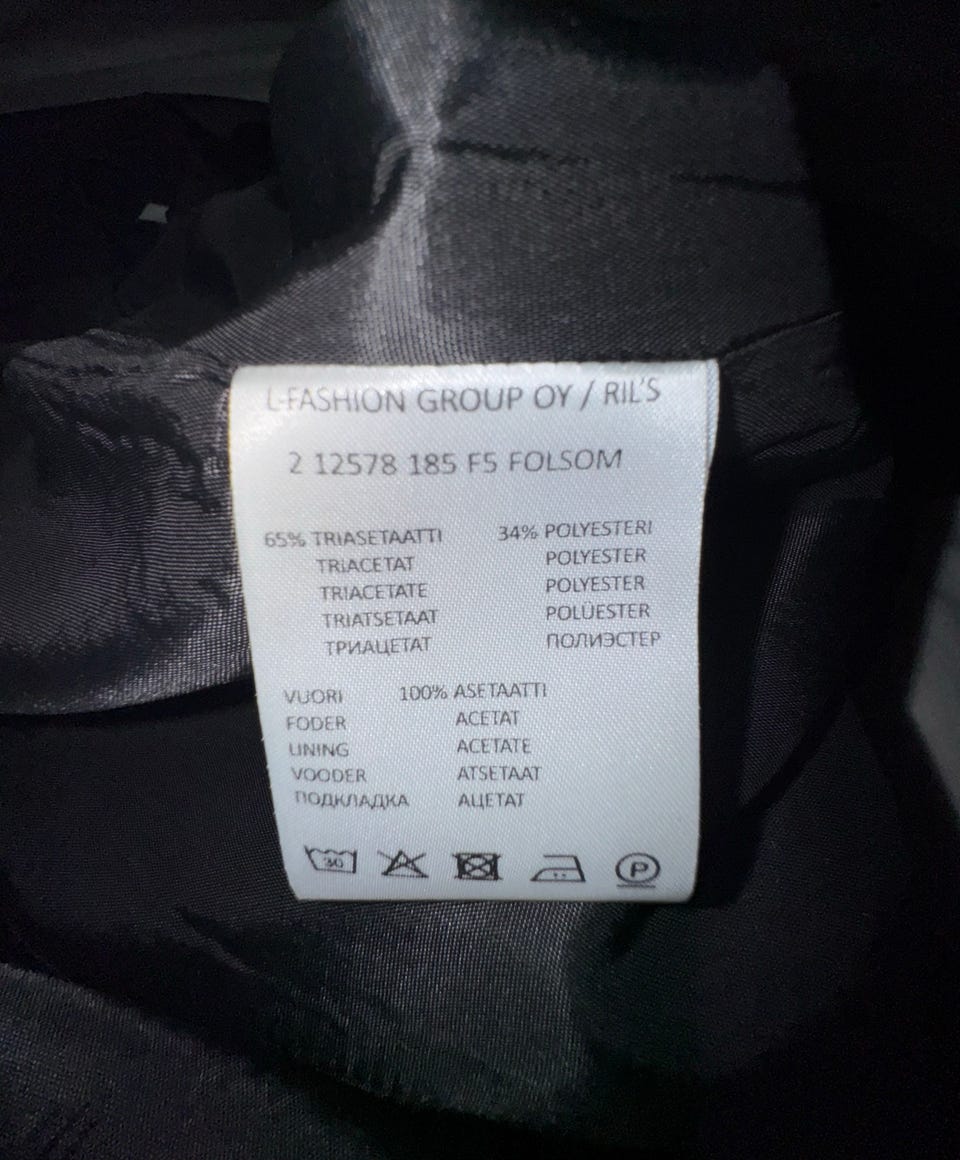 L-FASHION GROUP OY / RIL'S
2 12578 185 F5 FOLSOM
65% TRIASETAATTI 34% POLYESTERI
TRIACETAT POLYESTER
TRIACETATE POLYESTER
TRIATSETAAT POLUESTER
ТРИАЦЕТАТ ПОЛИЭСТЕР
VUORI 100% ASETAATTI
FODER ACETAT
LINING ACETATE
VOODER ATSETAAT
ПОДКЛАДКА АЦЕТАТ
30 P